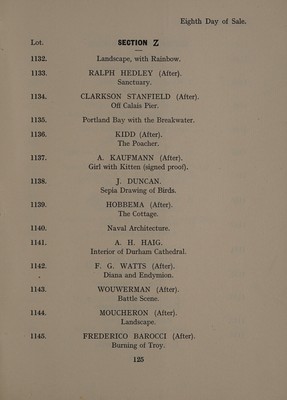 Eighth Day of Sale.
Lot. SECTION Z
1132. Landscape, with Rainbow.
1133. RALPH HEDLEY (After).
Sanctuary.
1134. CLARKSON STANFIELD (After).
Off Calais Pier.
1135. Portland Bay with the Breakwater.
1136. KIDD (After).
The Poacher.
1137. A. KAUFMANN (After).
Girl with Kitten (signed proof).
1138. J. DUNCAN.
Sepia Drawing of Birds.
1139. HOBBEMA (After).
The Cottage.
1140. Naval Architecture.
1141. A. H. HAIG.
Interior of Durham Cathedral.
1142. F. G. WATTS (After).
Diana and Endymion.
1143. WOUWERMAN (After).
Battle Scene.
1144. MOUCHERON (After).
Landscape.
1145. FREDERICO BAROCCI (After).
Burning of Troy.
125